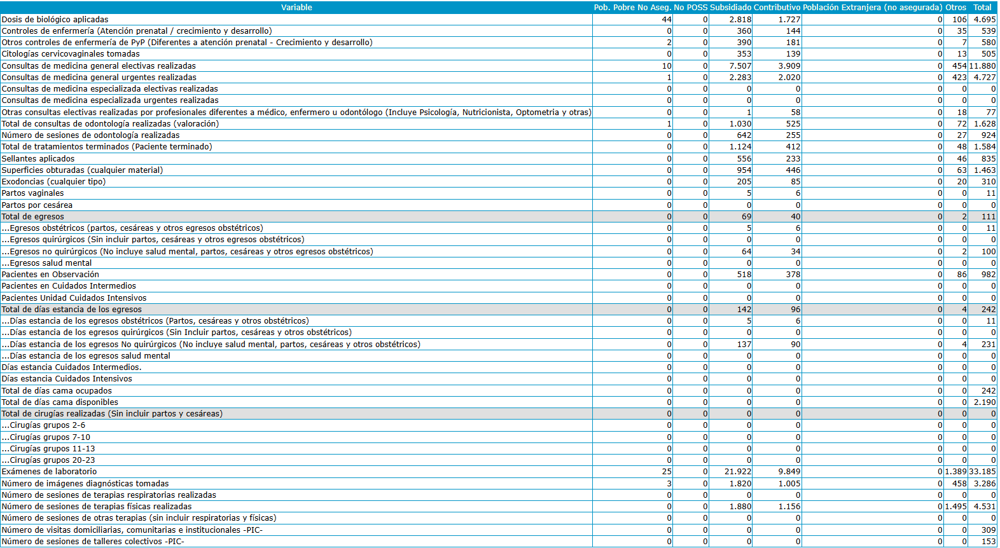 Variable Pob. Pobre No Aseg. No POSS Subsidiado Contributivo Población Extranjera (no asegurada) Otros Total
Dosis de biológico aplicadas 44 0 2.818 1.727 0 106 4.695
Controles de enfermería (Atención prenatal / crecimiento y desarrollo) 0 0 360 144 0 35 539
Otros controles de enfermería de PyP (Diferentes a atención prenatal - Crecimiento y desarrollo) 2 0 390 181 0 7 580
Citologías cervicovaginales tomadas 0 0 353 139 0 13 505
Consultas de medicina general electivas realizadas 10 0 7.507 3.909 0 454 11.880
Consultas de medicina general urgentes realizadas 1 0 2.283 2.020 0 423 4.727
Consultas de medicina especializada electivas realizadas 0 0 0 0 0 0 0
Consultas de medicina especializada urgentes realizadas 0 0 0 0 0 0 0
Otras consultas electivas realizadas por profesionales diferentes a médico, enfermero u odontólogo (Incluye Psicología, Nutricionista, Optometria y otras) 0 0 1 58 0 18 77
Total de consultas de odontología realizadas (valoración) 1 0 1.030 525 0 72 1.628
Número de sesiones de odontología realizadas 0 0 642 255 0 27 924
Total de tratamientos terminados (Paciente terminado) 0 0 1.124 412 0 48 1.584
Sellantes aplicados 0 0 556 233 0 46 835
Superficies obturadas (cualquier material) 0 0 954 446 0 63 1.463
Exodoncias (cualquier tipo) 0 0 205 85 0 20 310
Partos vaginales 0 0 5 6 0 0 11
Partos por cesárea 0 0 0 0 0 0 0
Total de egresos 0 0 69 40 0 2 111
...Egresos obstétricos (partos, cesáreas y otros egresos obstétricos) 0 0 5 6 0 0 11
...Egresos quirúrgicos (Sin incluir partos, cesáreas y otros egresos obstétricos) 0 0 0 0 0 0 0
...Egresos no quirúrgicos (No incluye salud mental, partos, cesáreas y otros egresos obstétricos) 0 0 64 34 0 2 100
...Egresos salud mental 0 0 0 0 0 0 0
Pacientes en Observación 0 0 518 378 0 86 982
Pacientes en Cuidados Intermedios 0 0 0 0 0 0 0
Pacientes Unidad Cuidados Intensivos 0 0 0 0 0 0 0
Total de días estancia de los egresos 0 0 142 96 0 4 242
...Días estancia de los egresos obstétricos (Partos, cesáreas y otros obstétricos) 0 0 5 6 0 0 11
...Días estancia de los egresos quirúrgicos (Sin Incluir partos, cesáreas y otros obstétricos) 0 0 0 0 0 0 0
...Días estancia de los egresos No quirúrgicos (No incluye salud mental, partos, cesáreas y otros obstétricos) 0 0 137 90 0 4 231
...Días estancia de los egresos salud mental 0 0 0 0 0 0 0
Días estancia Cuidados Intermedios. 0 0 0 0 0 0 0
Días estancia Cuidados Intensivos 0 0 0 0 0 0 0
Total de días cama ocupados 0 0 0 0 0 0 242
Total de días cama disponibles 0 0 0 0 0 0 2.190
Total de cirugías realizadas (Sin incluir partos y cesáreas) 0 0 0 0 0 0 0
...Cirugías grupos 2-6 0 0 0 0 0 0 0
...Cirugías grupos 7-10 0 0 0 0 0 0 0
...Cirugías grupos 11-13 0 0 0 0 0 0 0
...Cirugías grupos 20-23 0 0 0 0 0 0 0
Exámenes de laboratorio 25 0 21.922 9.849 0 1.389 33.185
Número de imágenes diagnósticas tomadas 3 0 1.820 1.005 0 458 3.286
Número de sesiones de terapias respiratorias realizadas 0 0 0 0 0 0 0
Número de sesiones de terapias físicas realizadas 0 0 1.880 1.156 0 1.495 4.531
Número de sesiones de otras terapias (sin incluir respiratorias y físicas) 0 0 0 0 0 0 0
Número de visitas domiciliarias, comunitarias e institucionales -PIC- 0 0 0 0 0 0 309
Número de sesiones de talleres colectivos -PIC- 0 0 0 0 0 0 153